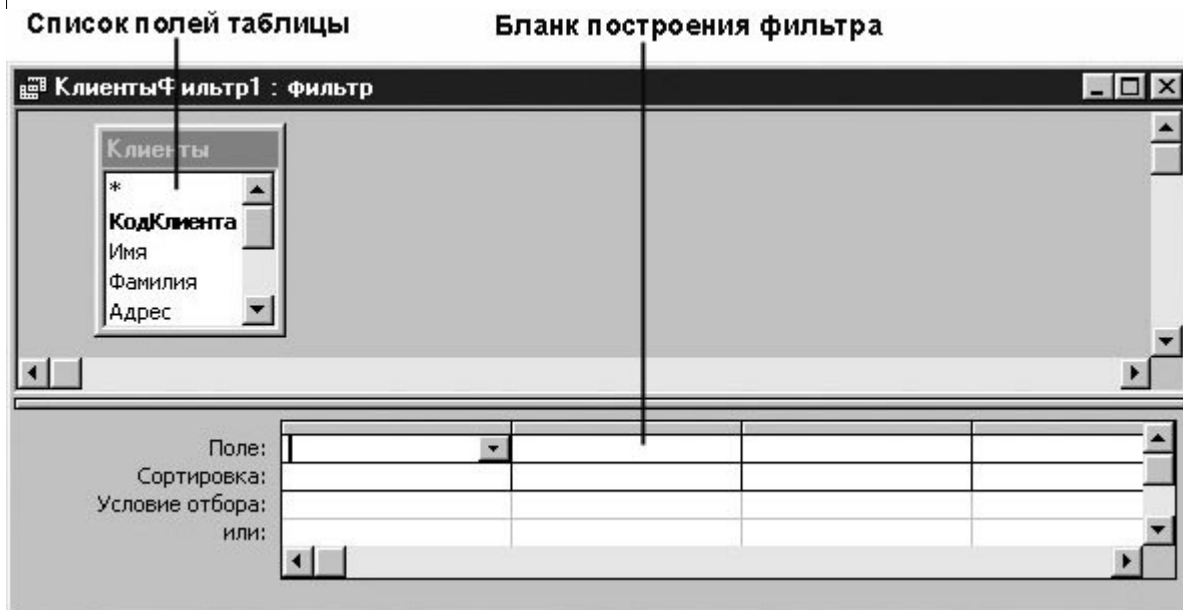 Список полей таблицы
Бланк построения фильтра
КлиентыФильтр1 : фильтр
Клиенты
*
КодКлиента
Имя
Фамилия
Адрес
Поле:
Сортировка:
Условие отбора:
или: